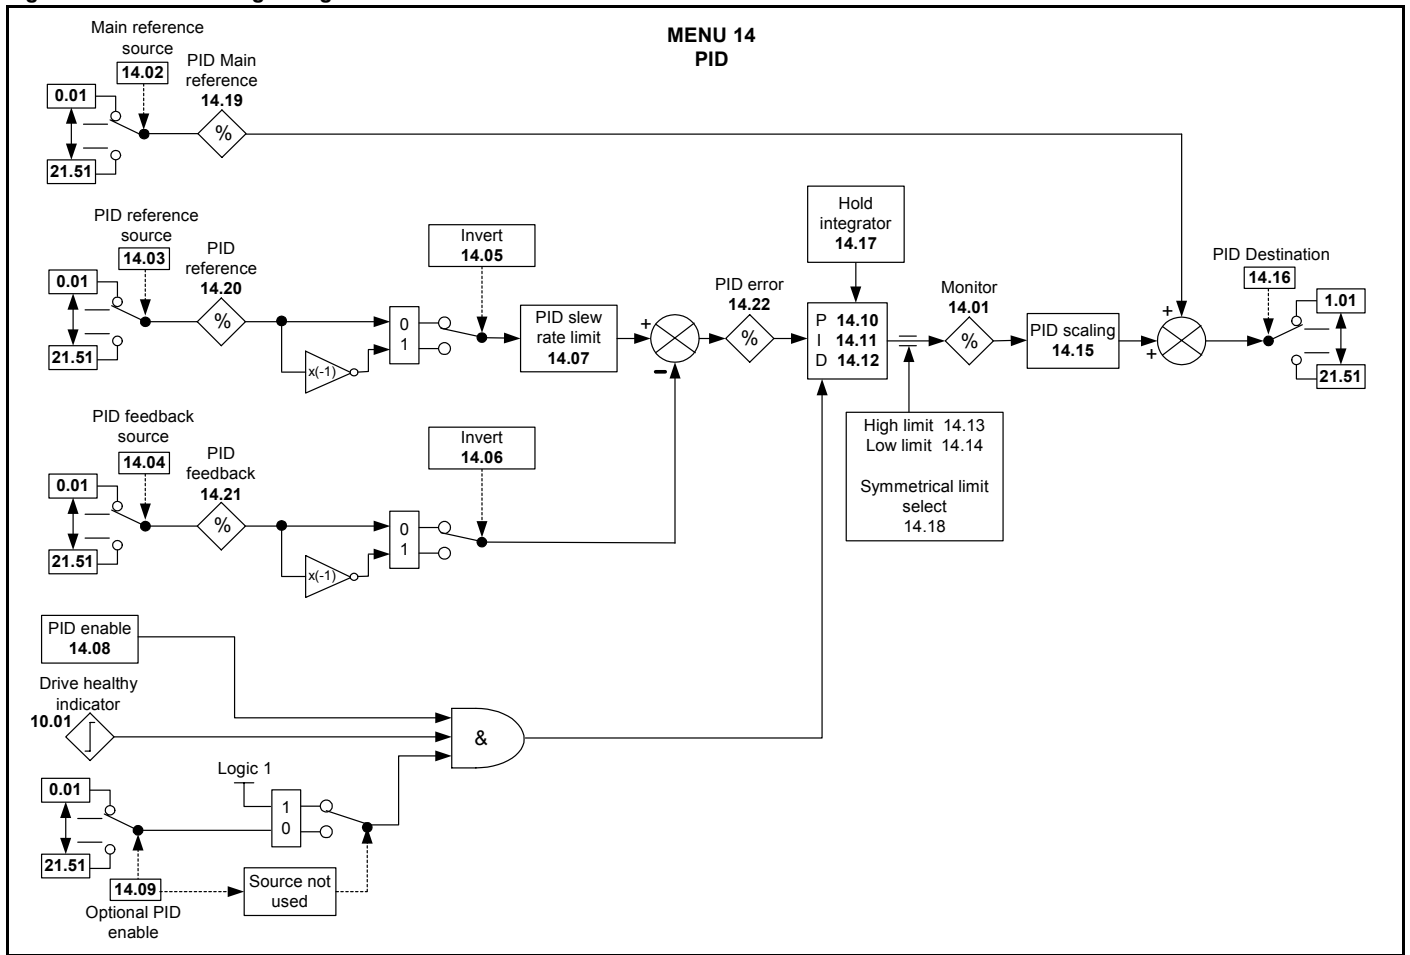 MENU 14
PID
Main reference
source
14.02
PID Main
reference
14.19
0.01
21.51
%
PID reference
source
14.03
PID
reference
14.20
0.01
21.51
%
x(-1)
0
1
Invert
14.05
PID slew
rate limit
14.07
+
−
PID error
14.22
%
Hold
integrator
14.17
P 14.10
I 14.11
D 14.12
Monitor
14.01
%
High limit 14.13
Low limit 14.14
Symmetrical limit
select
14.18
PID scaling
14.15
+
+
PID Destination
14.16
1.01
21.51
PID feedback
source
14.04
PID
feedback
14.21
0.01
21.51
%
x(-1)
0
1
Invert
14.06
PID enable
14.08
Drive healthy
indicator
10.01
&
Logic 1
0.01
21.51
1
0
14.09
Optional PID
enable
Source not
used